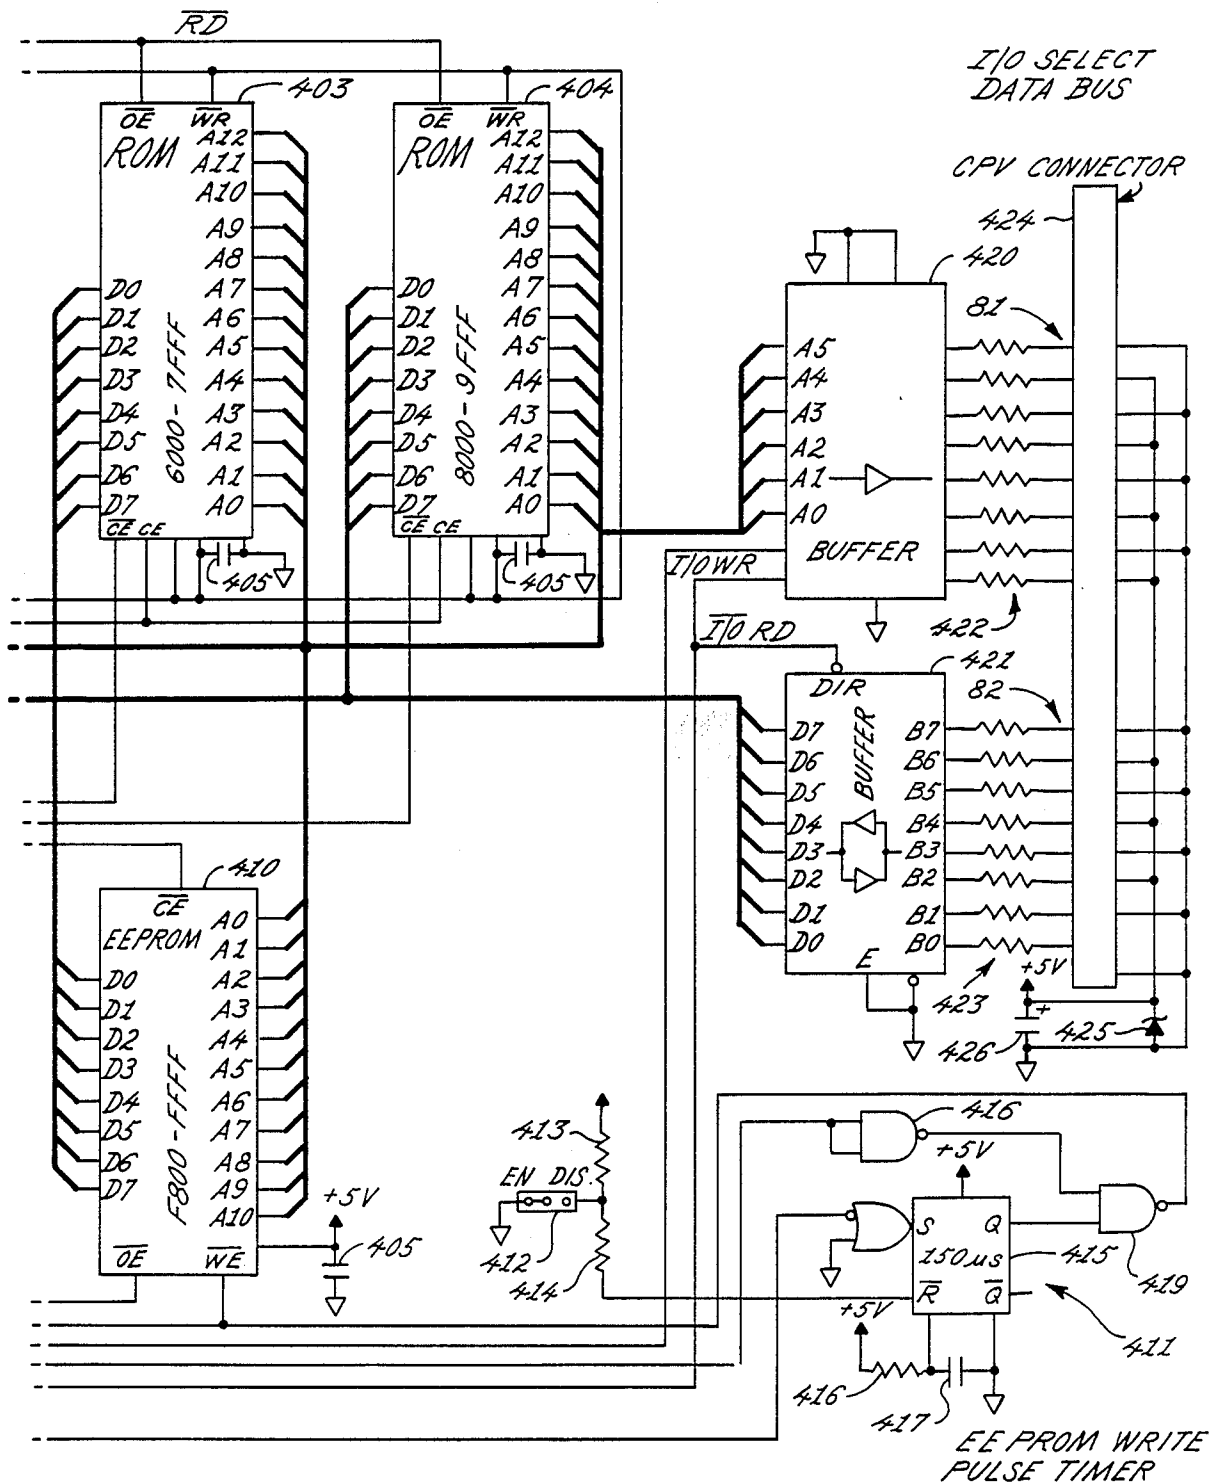 RD
I/O SELECT
DATA BUS
403
404
OE WR
ROM
A12
A11
A10
A9
A8
A7
A6
A5
A4
A3
A2
A1
A0
D0
D1
D2
D3
D4
D5
D6
D7
6000-7FFF
CE CE
405
OE WR
ROM
A12
A11
A10
A9
A8
A7
A6
A5
A4
A3
A2
A1
A0
D0
D1
D2
D3
D4
D5
D6
D7
8000-9FFF
CE CE
405
CPV CONNECTOR
424
420
81
A5
A4
A3
A2
A1
A0
BUFFER
I/O WR
422
I/O RD
421
82
DIR
BUFFER
D7
D6
D5
D4
D3
D2
D1
D0
B7
B6
B5
B4
B3
B2
B1
B0
E
423
+5V
+
426
425
410
CE
EEPROM
A0
A1
A2
A3
A4
A5
A6
A7
A8
A9
A10
D0
D1
D2
D3
D4
D5
D6
D7
F800-FFFF
OE WE
+5V
405
413
EN DIS.
412
414
416
+5V
S Q
150µs
R Q
415
419
411
+5V
416
417
EE PROM WRITE
PULSE TIMER